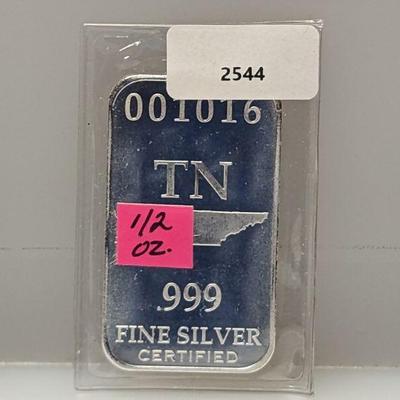 2544
001016
TN
1/2
OZ.
.999
FINE SILVER
CERTIFIED